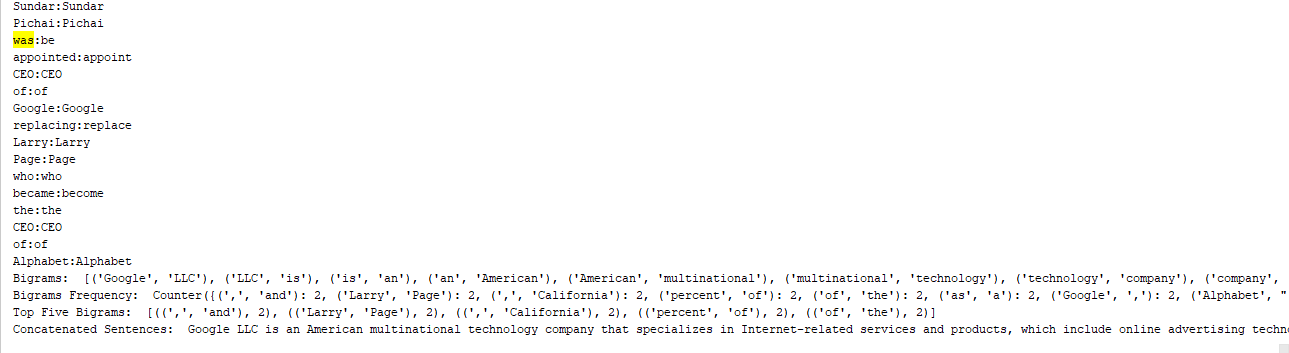 Sundar:Sundar
Pichai:Pichai
was:be
appointed:appoint
CEO:CEO
of:of
Google:Google
replacing:replace
Larry:Larry
Page:Page
who:who
became:become
the:the
CEO:CEO
of:of
Alphabet:Alphabet
Bigrams:  [('Google', 'LLC'), ('LLC', 'is'), ('is', 'an'), ('an', 'American'), ('American', 'multinational'), ('multinational', 'technology'), ('technology', 'company'), ('company',
Bigrams Frequency:  Counter({(',', 'and'): 2, ('Larry', 'Page'): 2, (',', 'California'): 2, ('percent', 'of'): 2, ('of', 'the'): 2, ('as', 'a'): 2, ('Google', ','): 2, ('Alphabet', "
Top Five Bigrams:  [((',', 'and'), 2), (('Larry', 'Page'), 2), ((',', 'California'), 2), (('percent', 'of'), 2), (('of', 'the'), 2)]
Concatenated Sentences:  Google LLC is an American multinational technology company that specializes in Internet-related services and products, which include online advertising techno